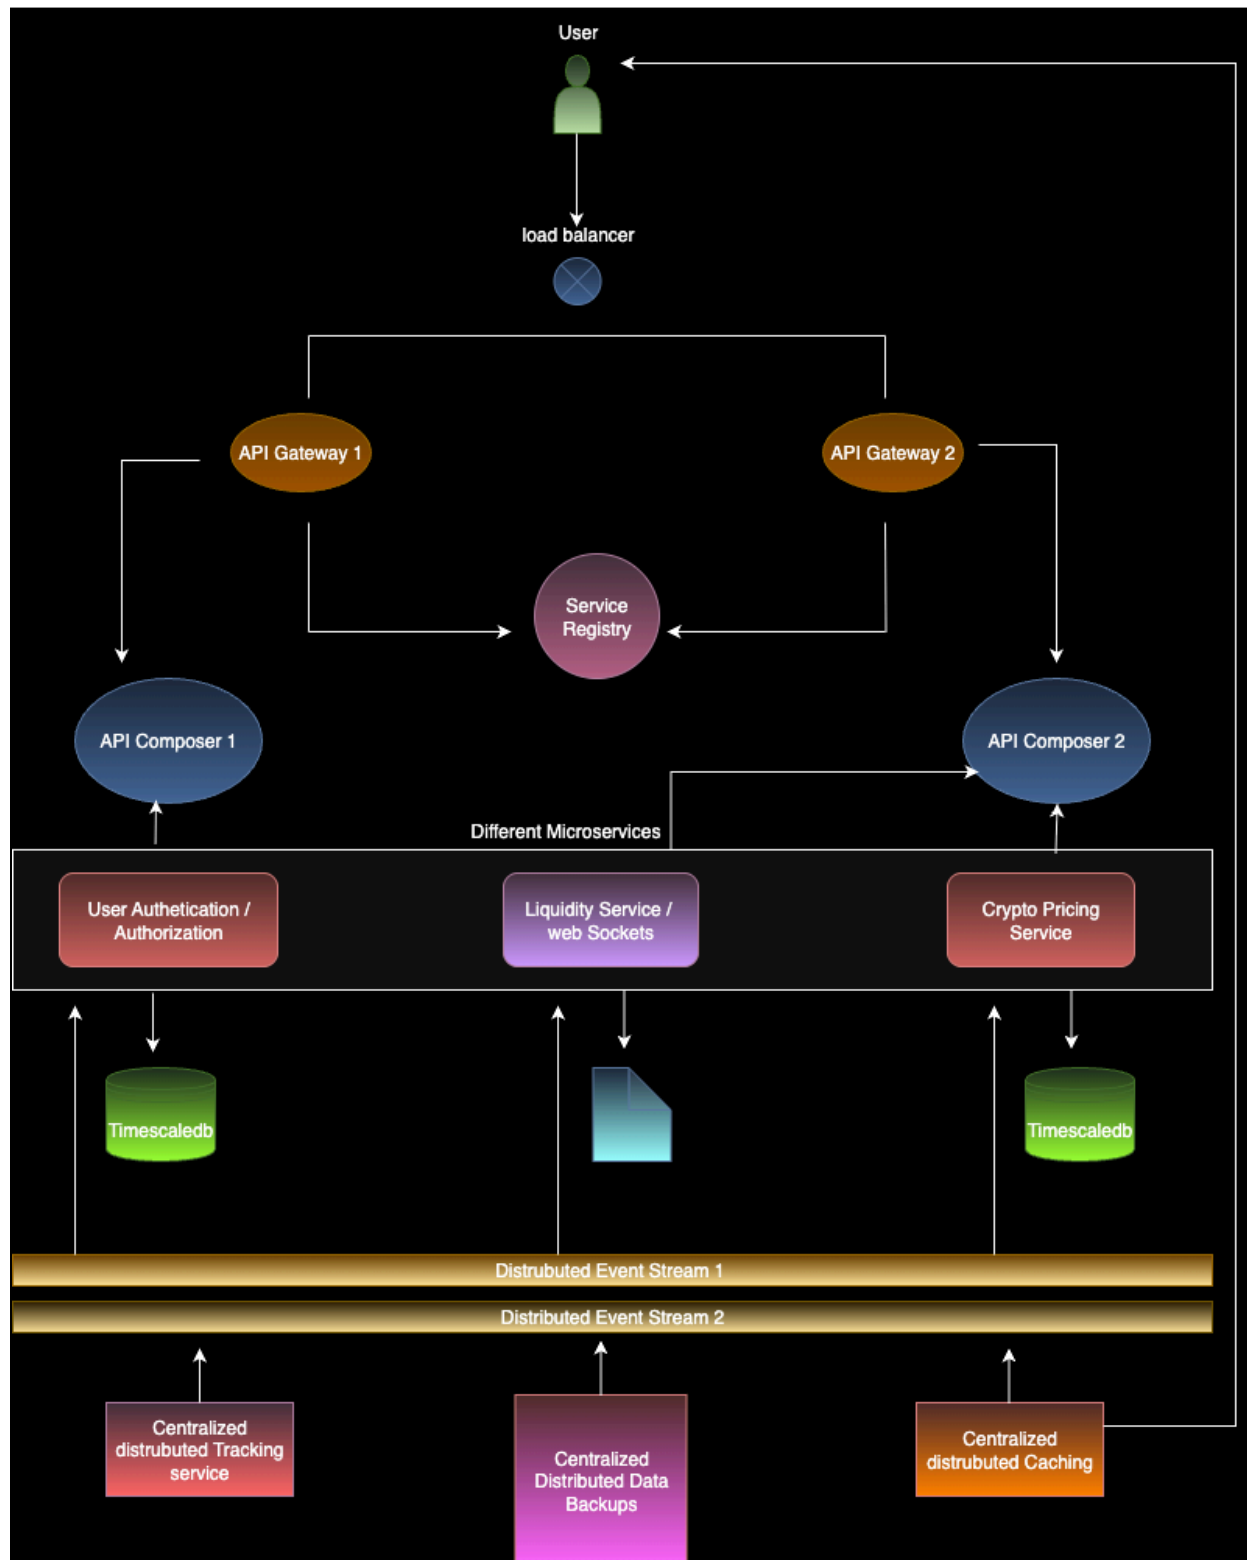 User
load balancer
API Gateway 1
API Gateway 2
Service
Registry
API Composer 1
API Composer 2
Different Microservices
User Authetication /
Authorization
Liquidity Service /
web Sockets
Crypto Pricing
Service
Timescaledb
Timescaledb
Distrubuted Event Stream 1
Distributed Event Stream 2
Centralized
distrubuted Tracking
service
Centralized
Distributed Data
Backups
Centralized
distrubuted Caching